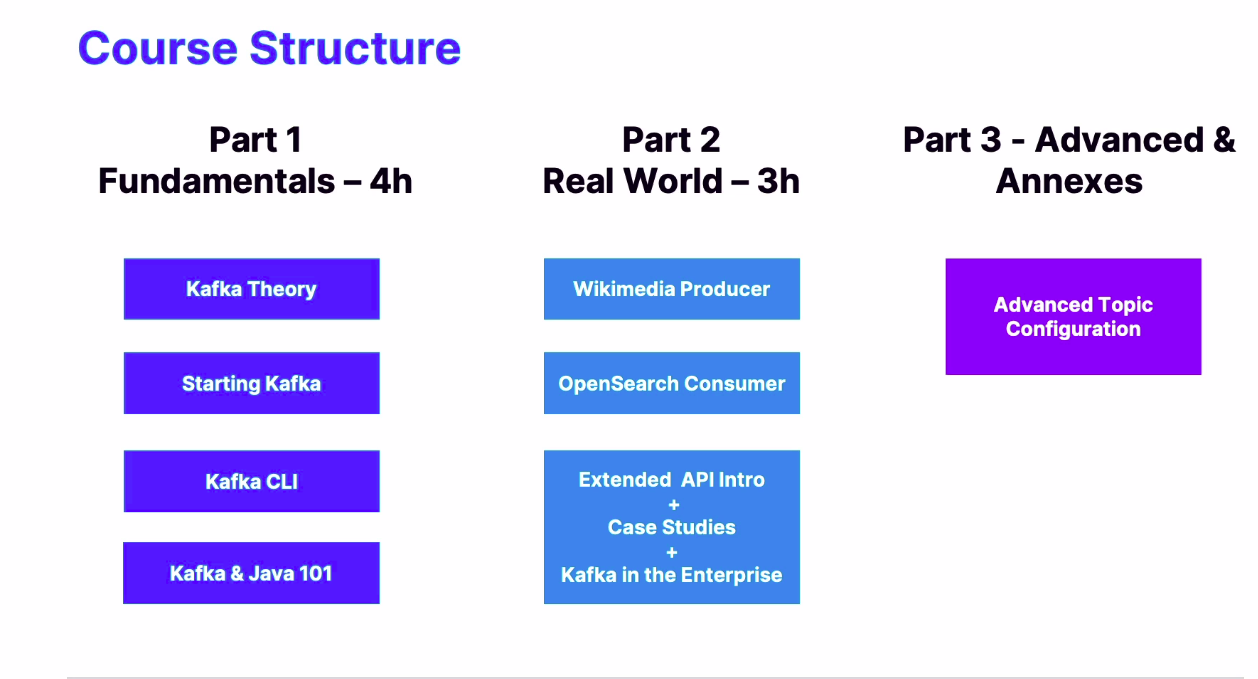 Course Structure
Part 1
Fundamentals – 4h
Kafka Theory
Starting Kafka
Kafka CLI
Kafka & Java 101
Part 2
Real World – 3h
Wikimedia Producer
OpenSearch Consumer
Extended  API Intro
+
Case Studies
+
Kafka in the Enterprise
Part 3 - Advanced &
Annexes
Advanced Topic
Configuration